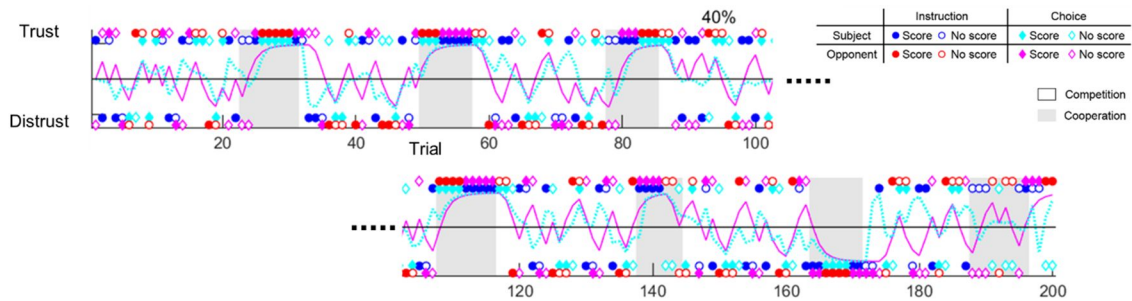 Trust
40%
Instruction Choice
Subject Score No score Score No score
Opponent Score No score Score No score
Competition
Cooperation
Distrust
20 40 60 80 100
Trial
120 140 160 180 200